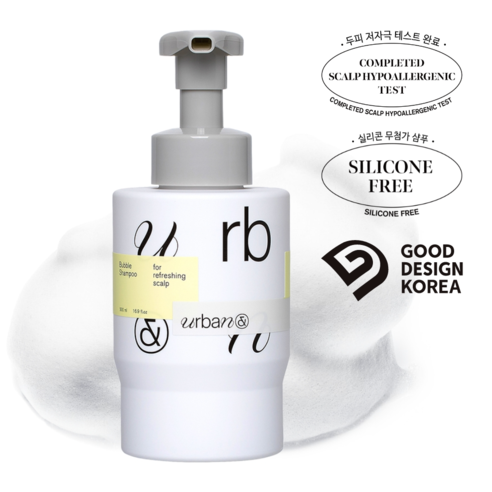 · 두피 저자극 테스트 완료 ·
COMPLETED
SCALP HYPOALLERGENIC
TEST
COMPLETED SCALP HYPOALLERGENIC TEST
· 실리콘 무첨가 샴푸 ·
SILICONE
FREE
SILICONE FREE
GOOD
DESIGN
KOREA
u rb
Bubble
Shampoo
for
refreshing
scalp
urban&
& n